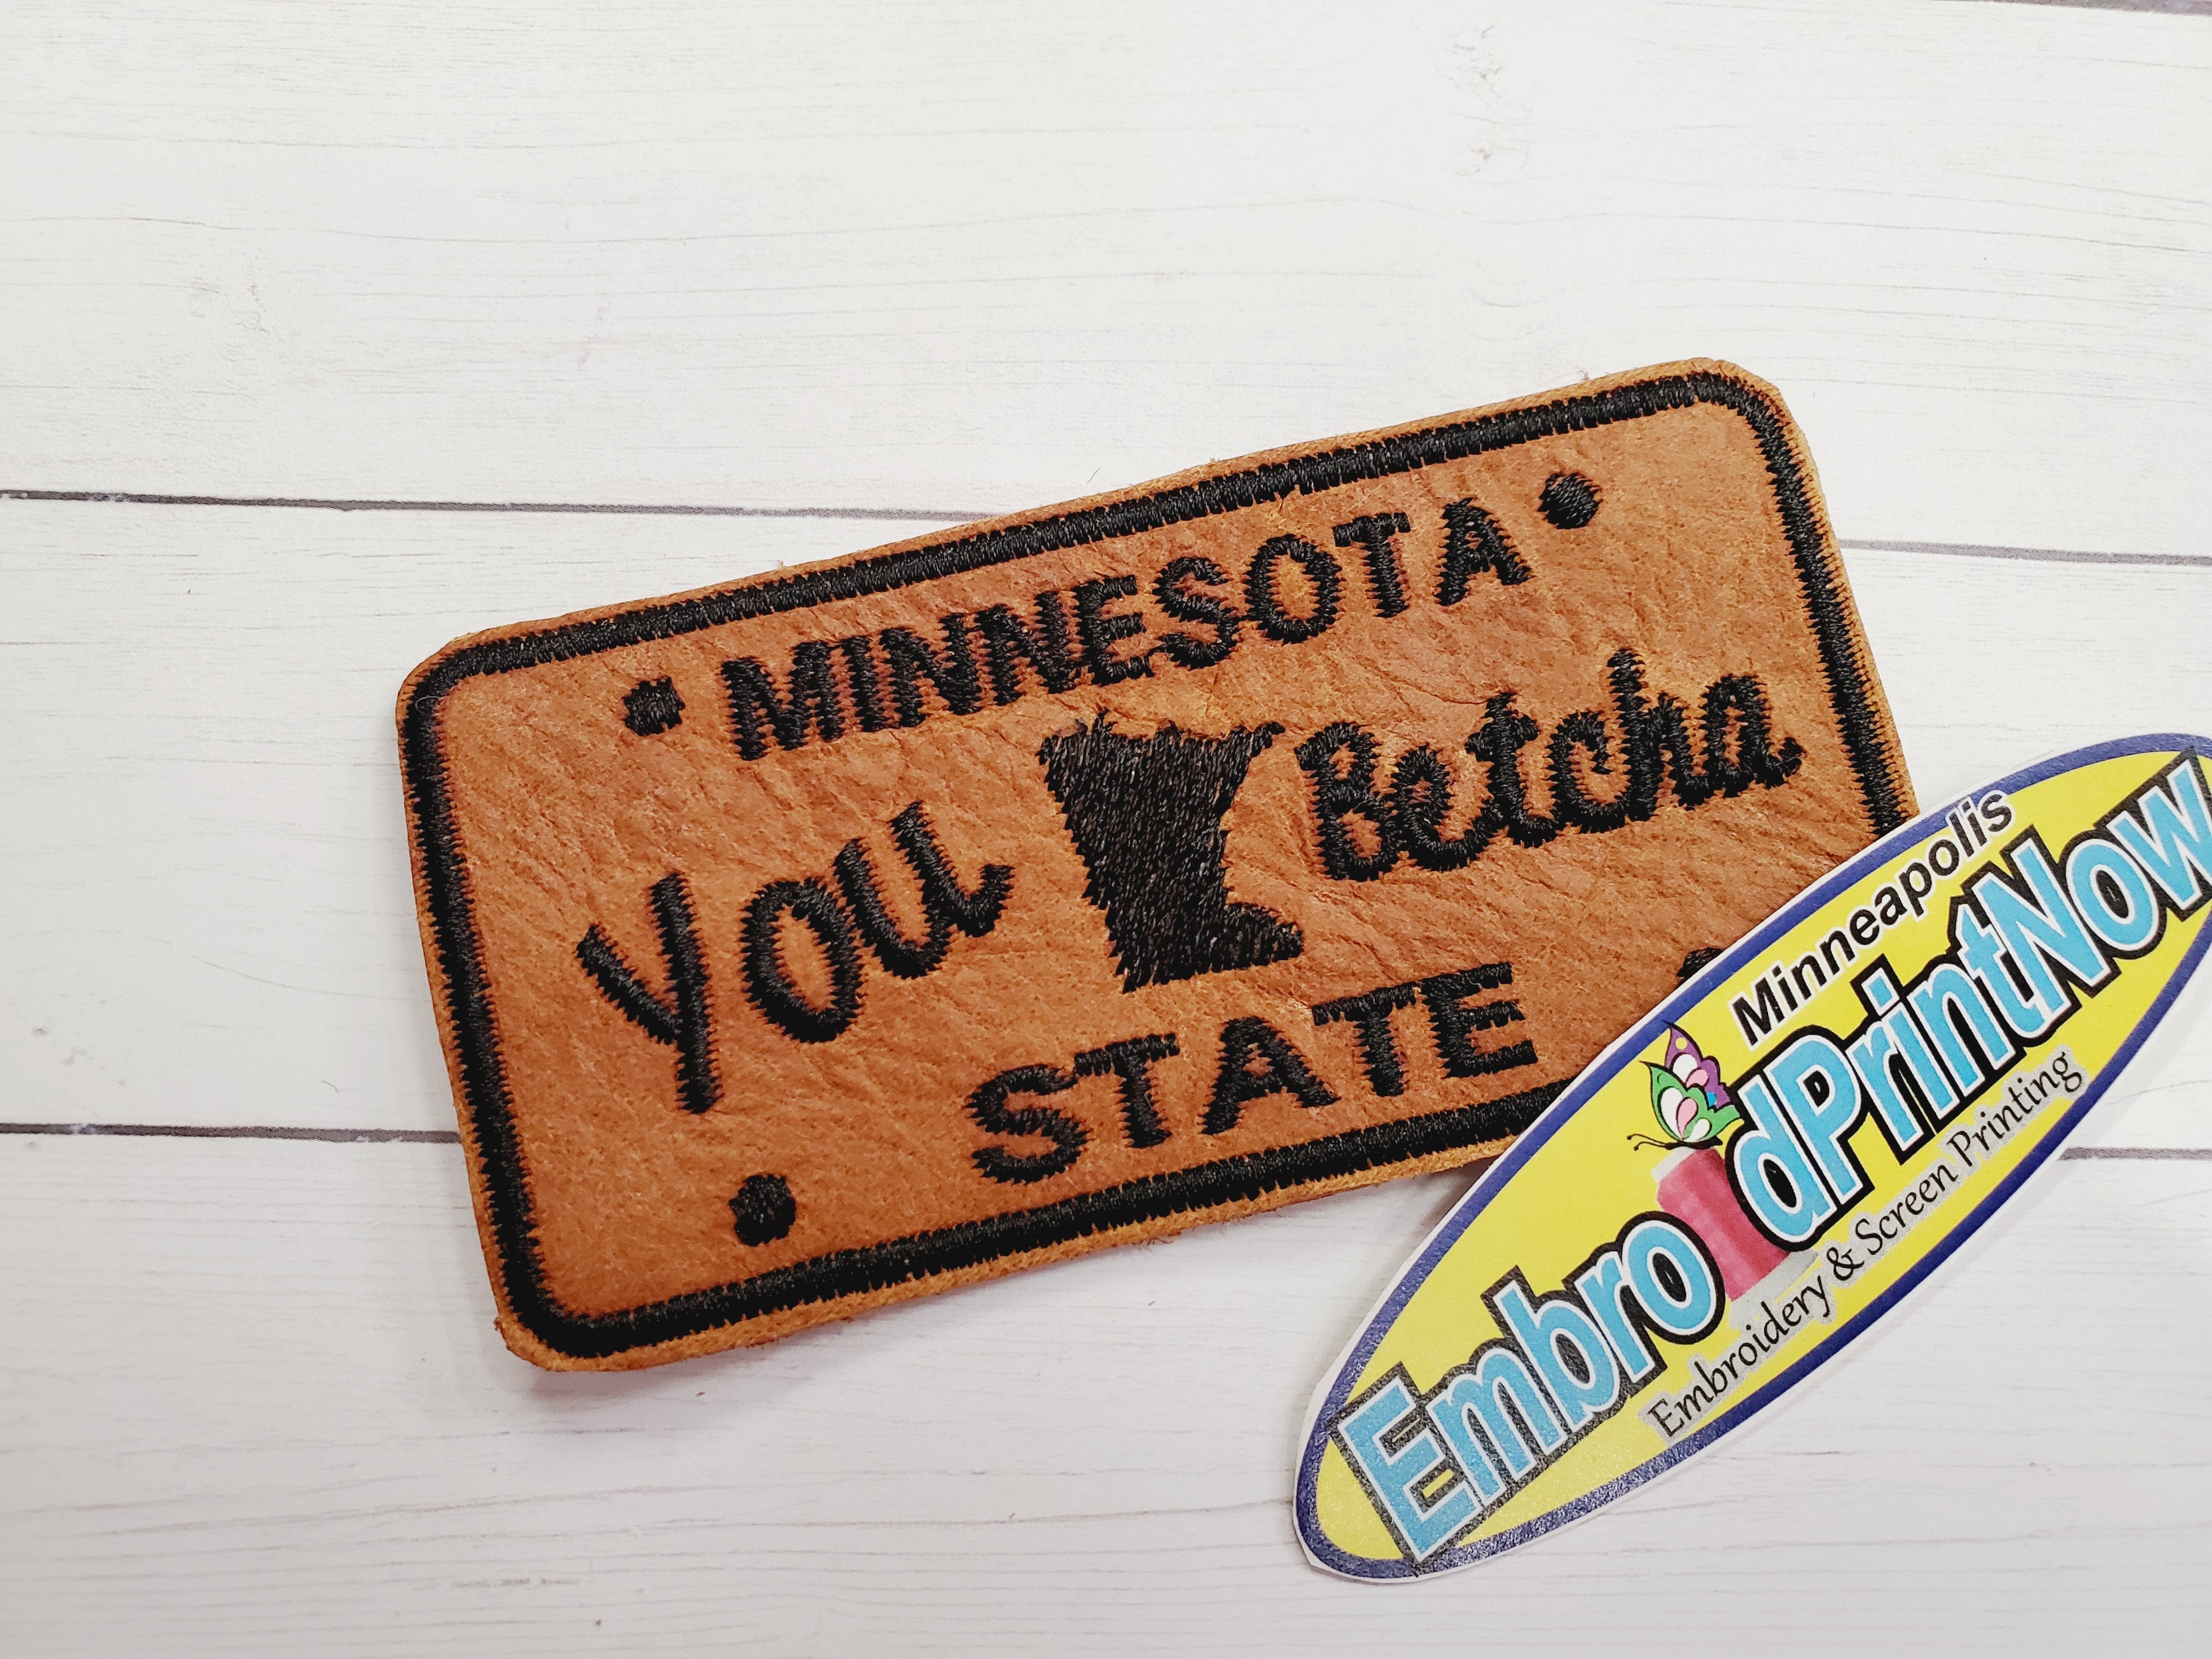 MINNESOTA
You Betcha
STATE
Minneapolis
EmbroidPrintNow
Embroidery & Screen Printing